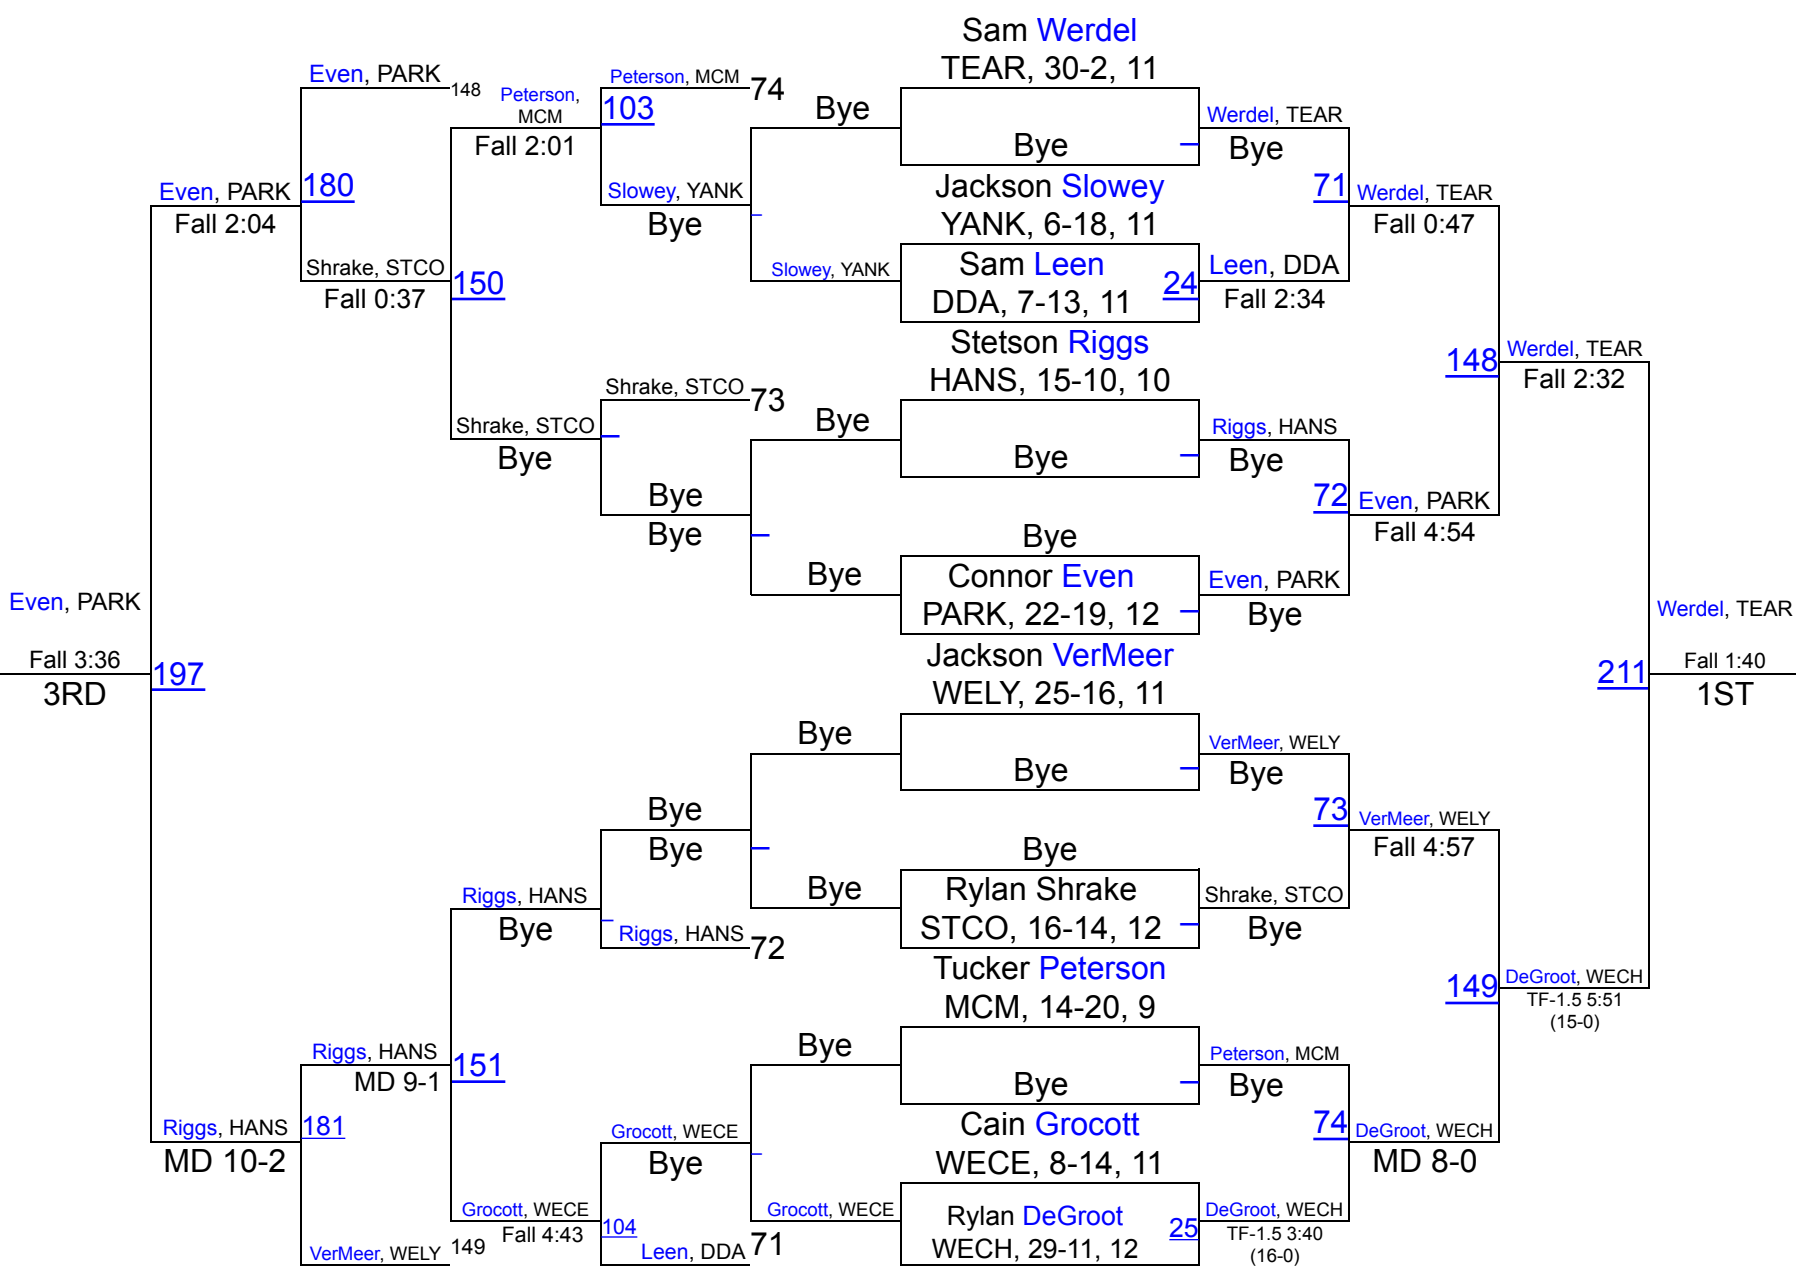 Sam Werdel
TEAR, 30-2, 11
Even, PARK
148
Peterson,
MCM
Fall 2:01
Peterson, MCM
74
103
Bye
Bye
Werdel, TEAR
Bye
Jackson Slowey
YANK, 6-18, 11
Even, PARK
180
Fall 2:04
Slowey, YANK
Bye
71
Werdel, TEAR
Fall 0:47
Shrake, STCO
Fall 0:37
150
Slowey, YANK
Sam Leen
DDA, 7-13, 11
24
Leen, DDA
Fall 2:34
Stetson Riggs
HANS, 15-10, 10
148
Werdel, TEAR
Fall 2:32
Shrake, STCO
73
Shrake, STCO
Bye
Bye
Bye
Riggs, HANS
Bye
Bye
Bye
72
Even, PARK
Fall 4:54
Bye
Bye
Connor Even
PARK, 22-19, 12
Even, PARK
Bye
Even, PARK
Fall 3:36
3RD
197
Werdel, TEAR
211
Fall 1:40
1ST
Jackson VerMeer
WELY, 25-16, 11
Bye
Bye
VerMeer, WELY
Bye
Bye
Bye
73
VerMeer, WELY
Fall 4:57
Bye
Bye
Rylan Shrake
STCO, 16-14, 12
Shrake, STCO
Bye
Riggs, HANS
Bye
Riggs, HANS
72
Tucker Peterson
MCM, 14-20, 9
149
DeGroot, WECH
TF-1.5 5:51
(15-0)
Riggs, HANS
MD 9-1
151
Bye
Bye
Peterson, MCM
Bye
Riggs, HANS
MD 10-2
181
Grocott, WECE
Bye
Cain Grocott
WECE, 8-14, 11
74
DeGroot, WECH
MD 8-0
Grocott, WECE
Fall 4:43
104
Grocott, WECE
Rylan DeGroot
WECH, 29-11, 12
25
DeGroot, WECH
TF-1.5 3:40
(16-0)
VerMeer, WELY
149
Leen, DDA
71